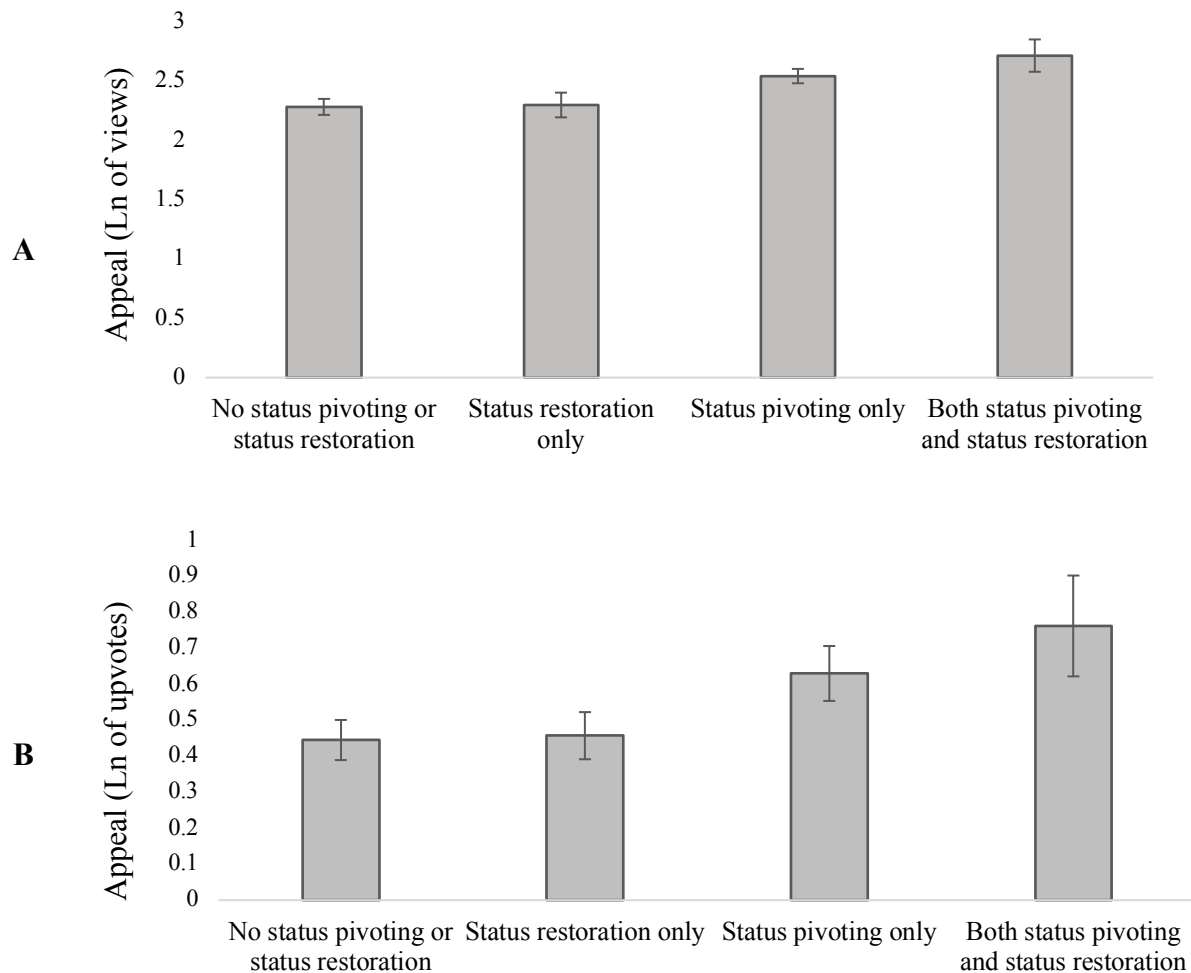 3
2.5
2
1.5
1
0.5
0
Appeal (Ln of views)
A
No status pivoting or
status restoration
Status restoration
only
Status pivoting only
Both status pivoting
and status restoration
1
0.9
0.8
0.7
0.6
0.5
0.4
0.3
0.2
0.1
0
Appeal (Ln of upvotes)
B
No status pivoting or
status restoration
Status restoration only
Status pivoting only
Both status pivoting
and status restoration